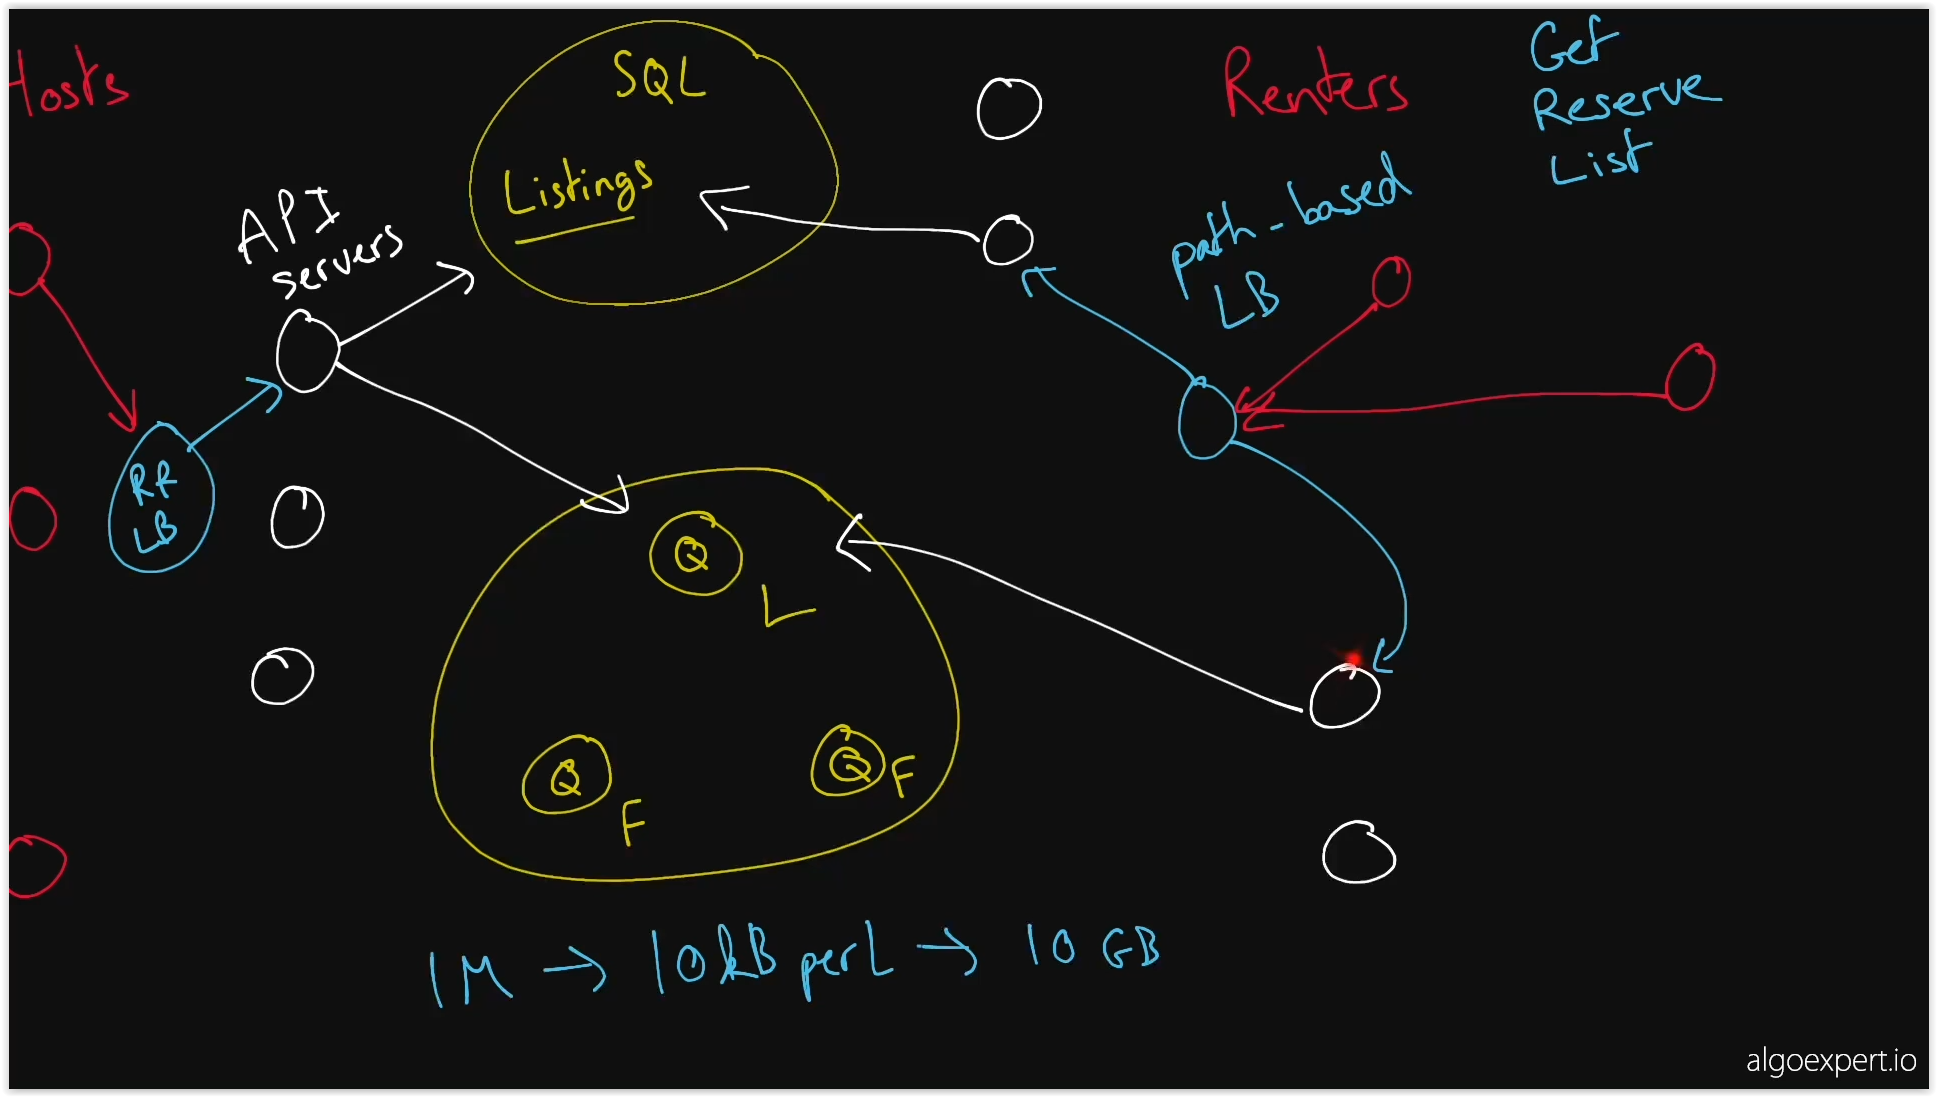 Hosts
SQL
Listings
Renters
Get
Reserve
List
API
servers
path-based
LB
RR
LB
Q
L
Q
F
Q
F
1M → 10kB per L → 10 GB
algoexpert.io